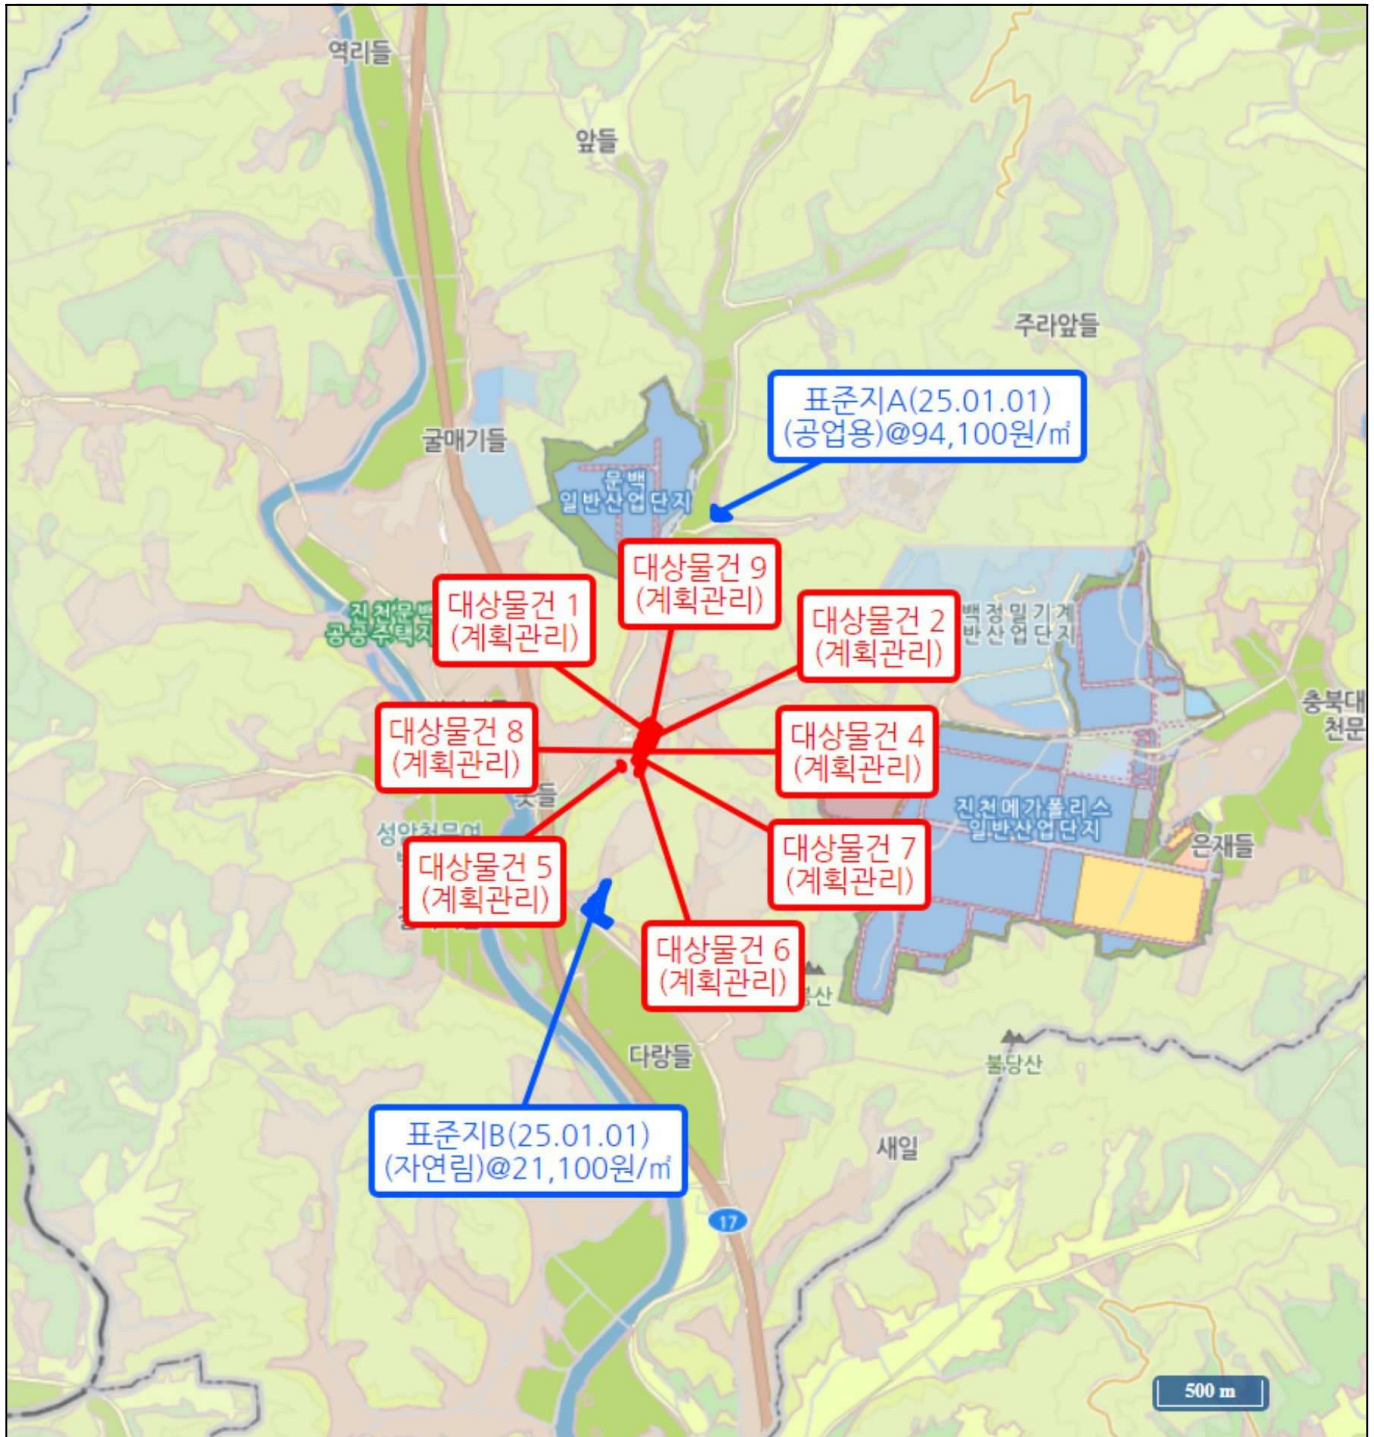 역리들
앞들
주라앞들
표준지A(25.01.01)
(공업용)@94,100원/㎡
굴매기들
문백
일반산업단지
대상물건 9
(계획관리)
대상물건 1
(계획관리)
대상물건 2
(계획관리)
진천문백
공공주택지
백정밀기계
반산업단지
충북대
천문
대상물건 8
(계획관리)
대상물건 4
(계획관리)
진천메가폴리스
일반산업단지
은재들
성암천문여
대상물건 7
(계획관리)
대상물건 5
(계획관리)
대상물건 6
(계획관리)
봉산
다랑들
불당산
표준지B(25.01.01)
(자연림)@21,100원/㎡
새일
17
500 m